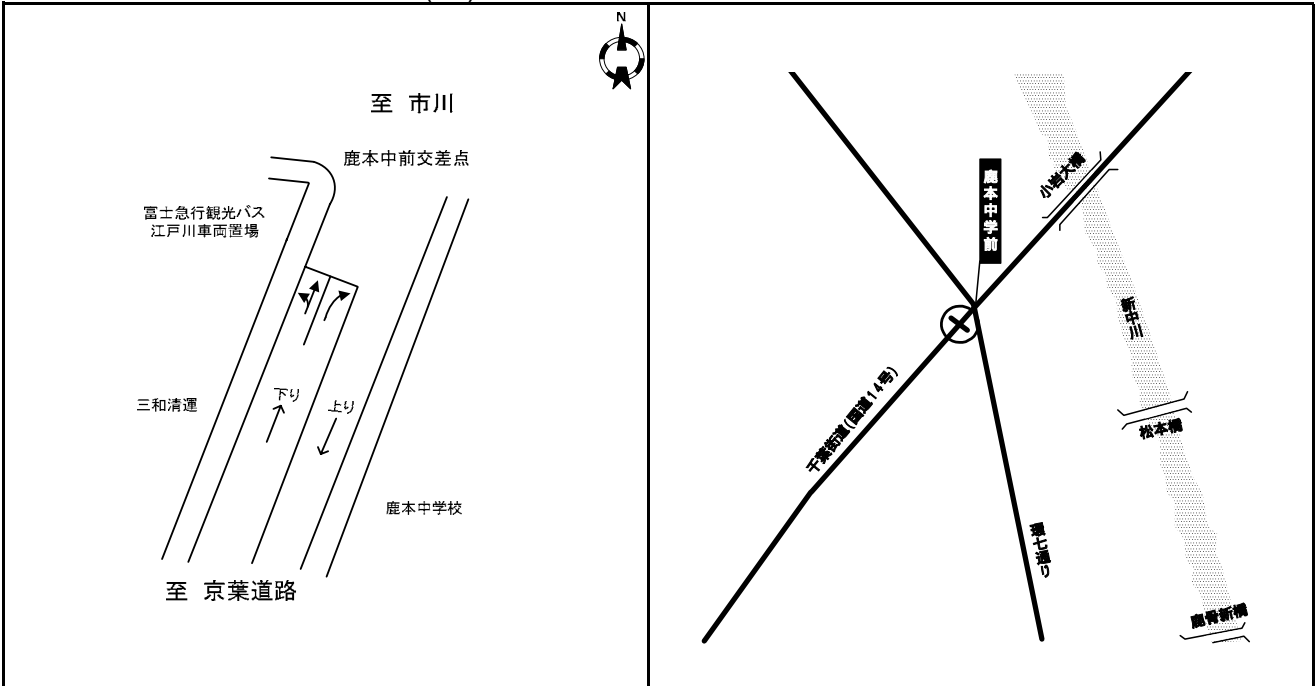 N
至 市川
鹿本中前交差点
富士急行観光バス
江戸川車両置場
三和清運
下り
上り
鹿本中学校
至 京葉道路
鹿本中学前
小岩大橋
新中川
千葉街道(国道14号)
松本橋
環七通り
鹿骨新橋